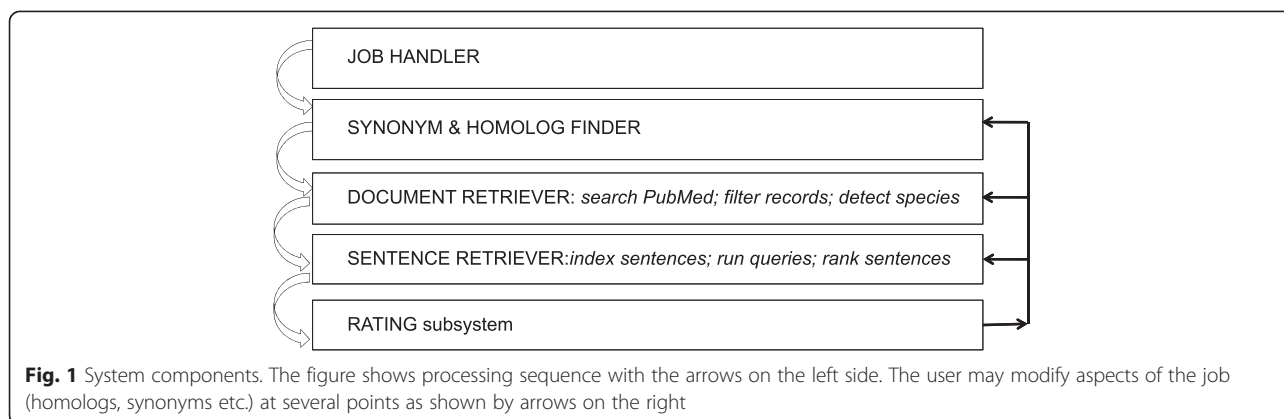 JOB HANDLER
SYNONYM & HOMOLOG FINDER
DOCUMENT RETRIEVER: search PubMed; filter records; detect species
SENTENCE RETRIEVER:index sentences; run queries; rank sentences
RATING subsystem
Fig. 1 System components. The figure shows processing sequence with the arrows on the left side. The user may modify aspects of the job
(homologs, synonyms etc.) at several points as shown by arrows on the right